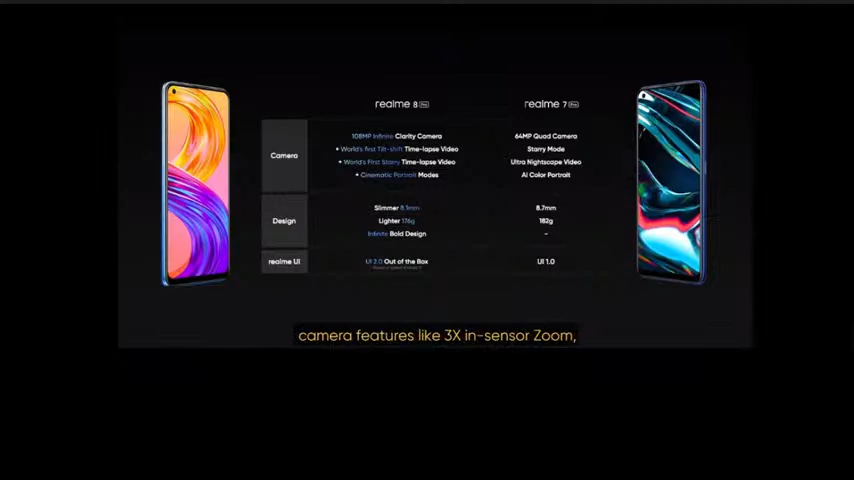 realme 8 Pro realme 7 Pro
Camera
108MP Infinite Clarity Camera 64MP Quad Camera
+ World's first Tilt-shift Time-lapse Video Starry Mode
+ World's First Starry Time-lapse Video Ultra Nightscape Video
+ Cinematic Portrait Modes AI Color Portrait
Design
Slimmer 8.1mm 8.7mm
Lighter 176g 182g
Infinite Bold Design -
realme UI
UI 2.0 Out of the Box UI 1.0
camera features like 3X in-sensor Zoom,